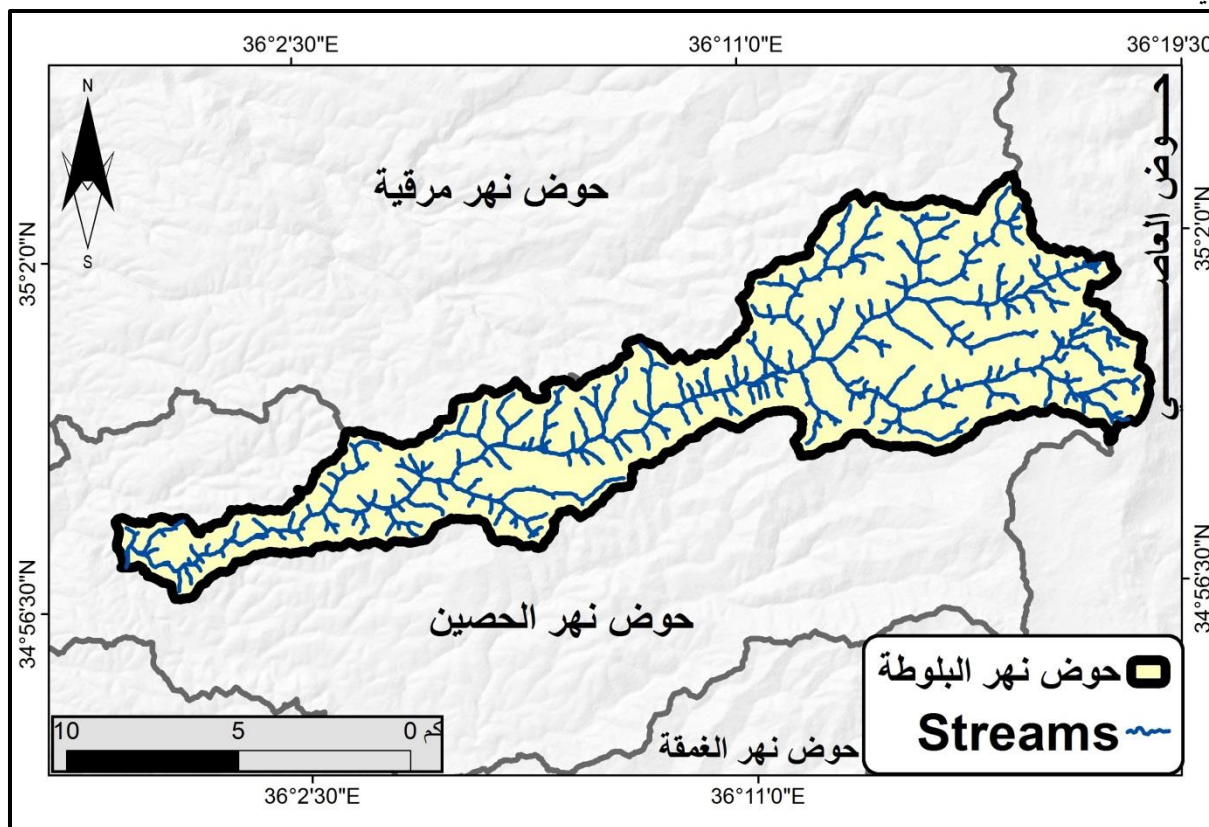 36°2'30"E
36°11'0"E
36°19'30
N
S
حوض نهر مرقية
حـــوض العاصـــي
35°2'0"N
35°2'0"N
حوض نهر الحصين
34°56'30"N
34°56'30"N
حوض نهر البلوطة
Streams
حوض نهر الغمقة
10 5 0 كم
36°2'30"E
36°11'0"E